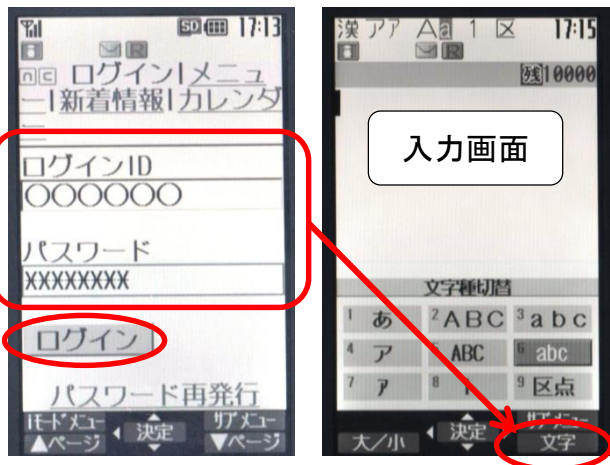 SD 17:13
nc ログイン|メニュ
ー|新着情報|カレンダ
ー
ログインID
○○○○○○
パスワード
XXXXXXXX
ログイン
パスワード再発行
iモードメニュー サブメニュー
▲ページ 決定 ▼ページ
漢 アア Aa 1 区 17:15
残10000
入力画面
文字種切替
1 あ 2 ABC 3 abc
4 ア 5 ABC 6 abc
7 ア 8 1 9 区点
サブメニュー
大/小 決定 文字